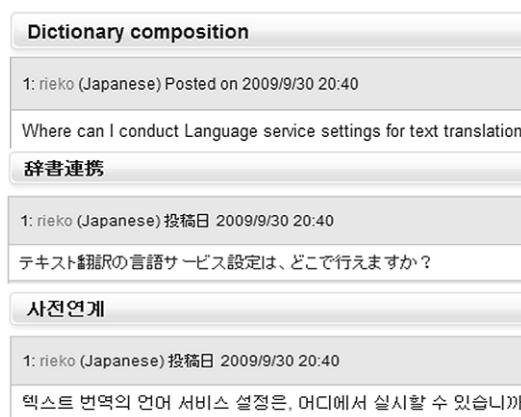 Dictionary composition
1: rieko (Japanese) Posted on 2009/9/30 20:40
Where can I conduct Language service settings for text translation
辞書連携
1: rieko (Japanese) 投稿日 2009/9/30 20:40
テキスト翻訳の言語サービス設定は、どこで行えますか？
사전연계
1: rieko (Japanese) 投稿日 2009/9/30 20:40
텍스트 번역의 언어 서비스 설정은, 어디에서 실시할 수 있습니까